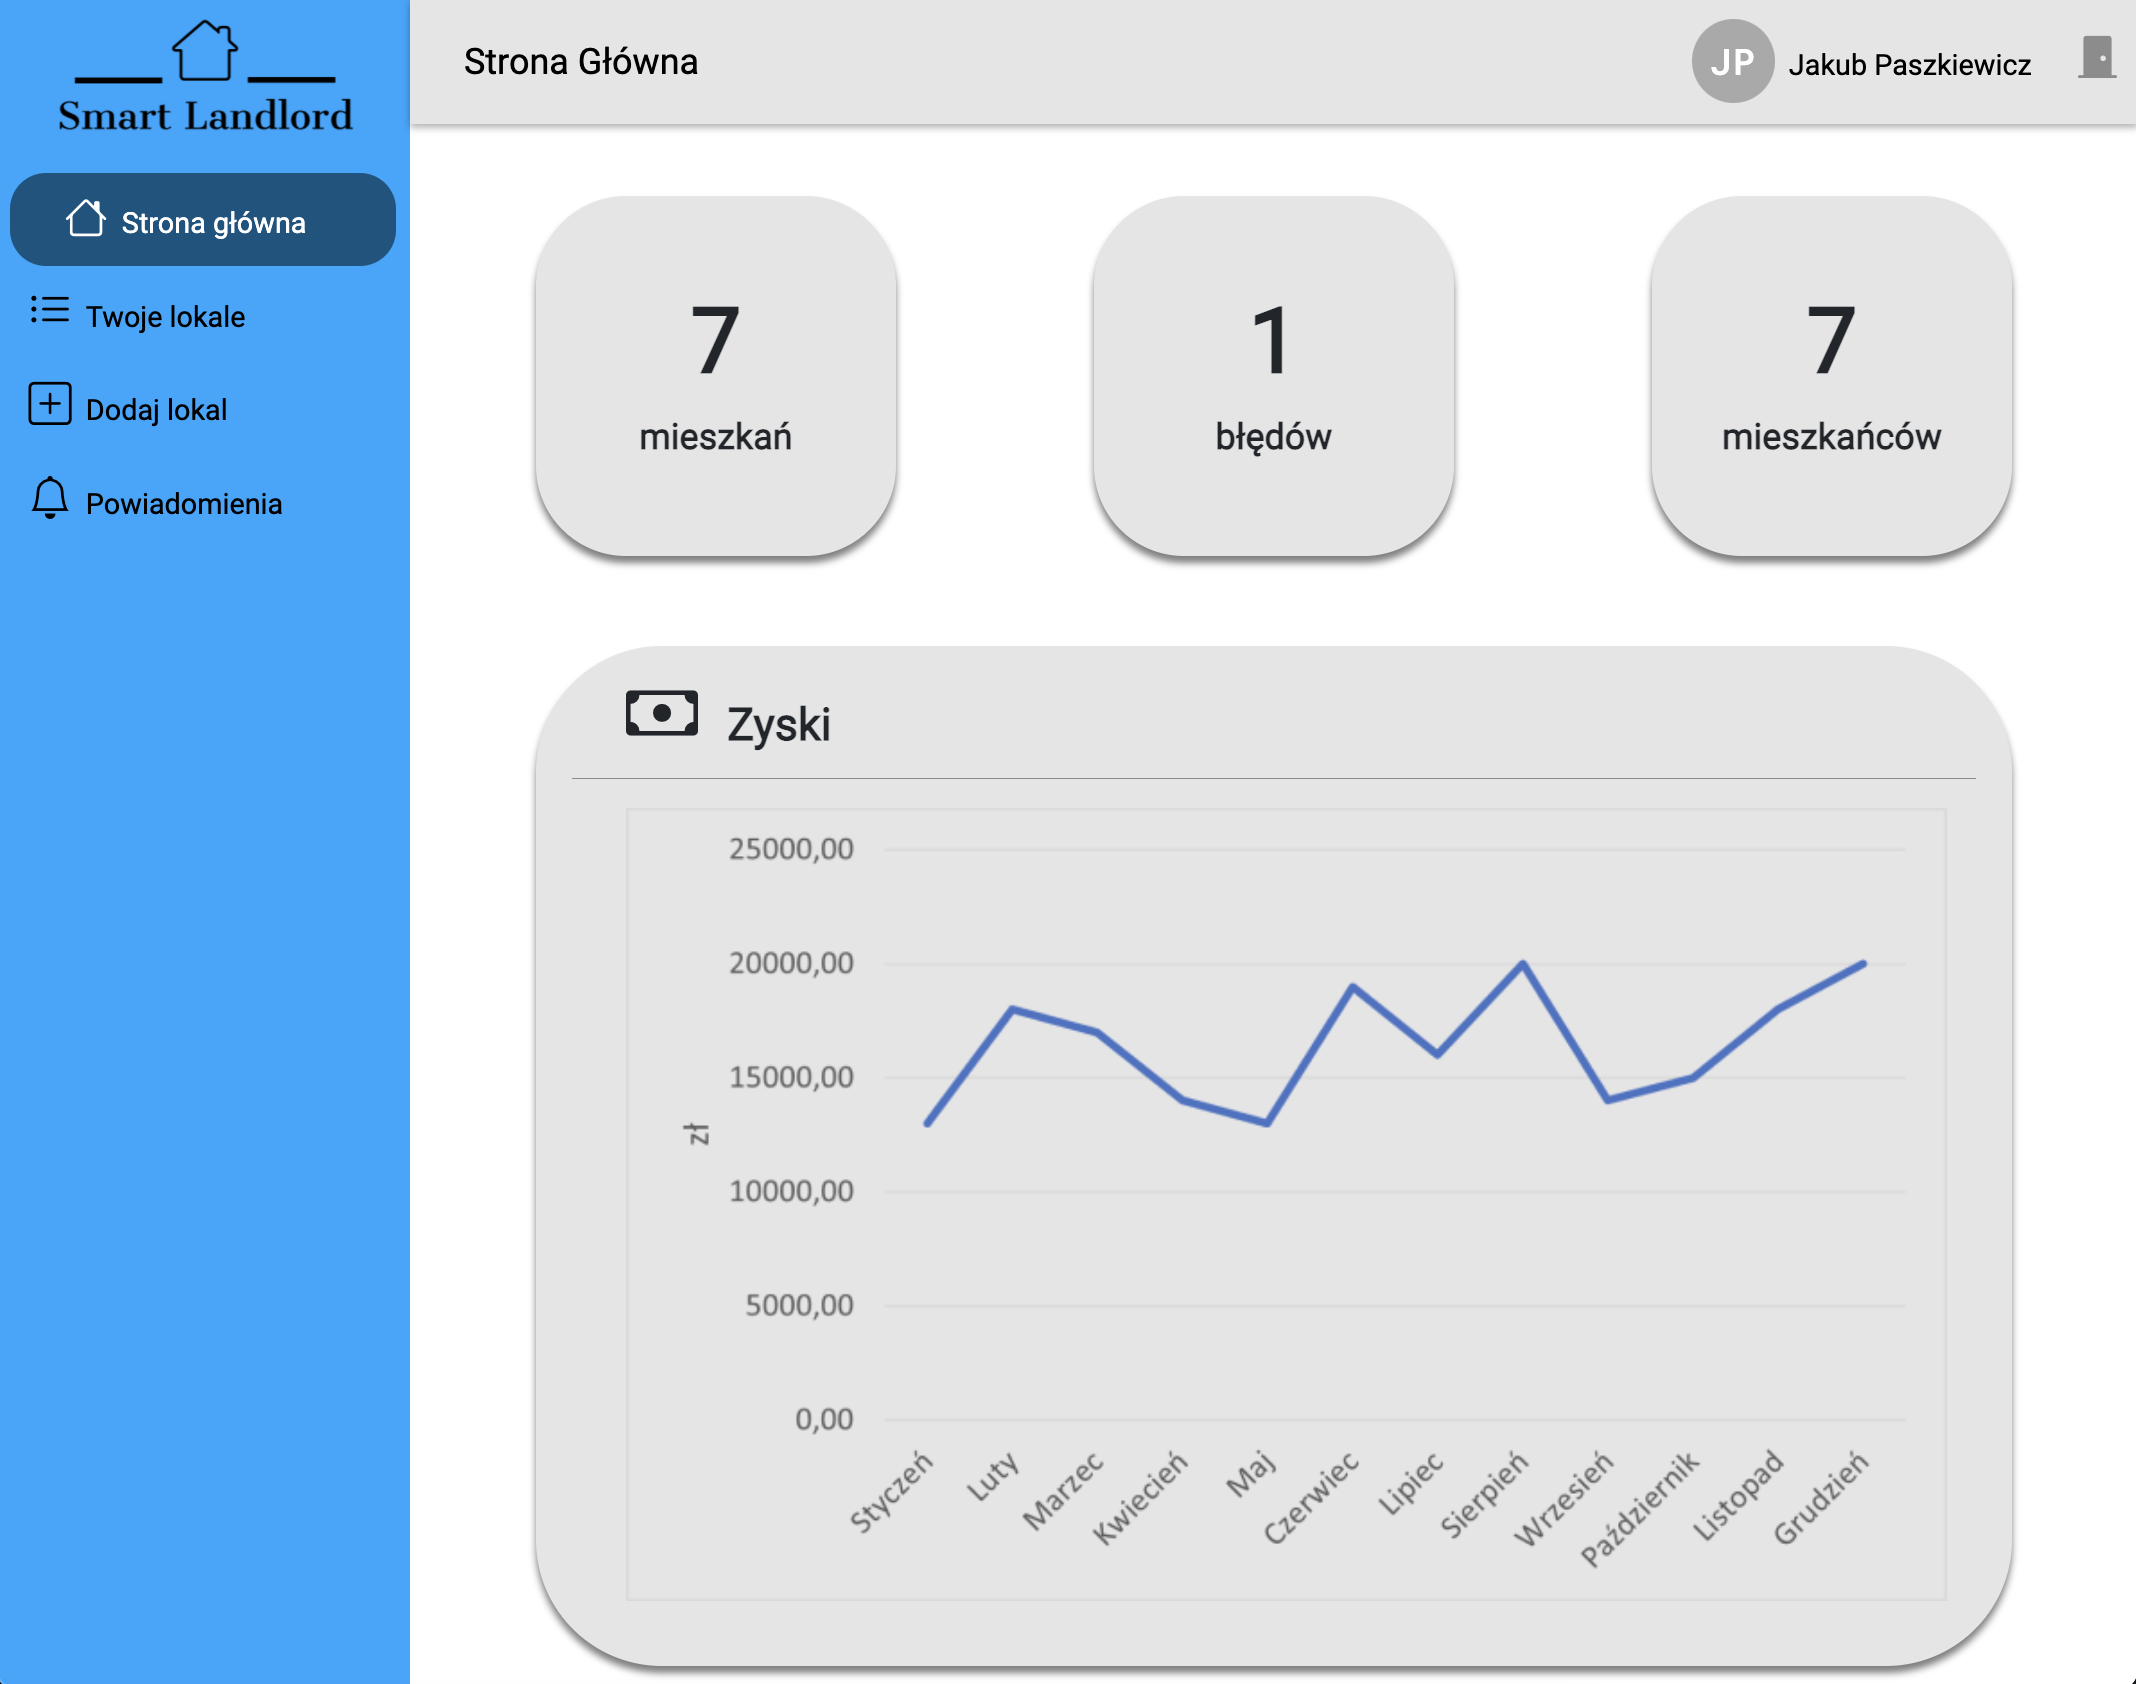 Smart Landlord
Strona główna
Twoje lokale
Dodaj lokal
Powiadomienia
Strona Główna
JP Jakub Paszkiewicz
7
mieszkań
1
błędów
7
mieszkańców
Zyski
25000,00
20000,00
15000,00
10000,00
5000,00
0,00
zł
Styczeń
Luty
Marzec
Kwiecień
Maj
Czerwiec
Lipiec
Sierpień
Wrzesień
Październik
Listopad
Grudzień